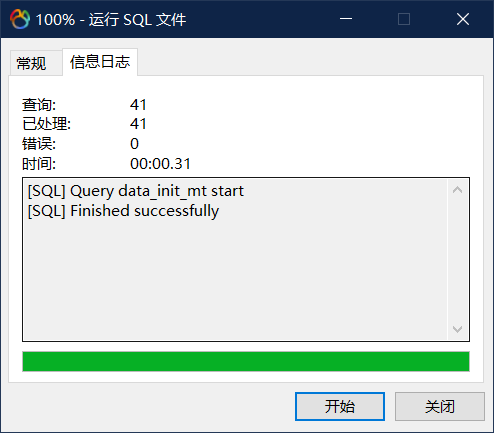 100% - 运行 SQL 文件
常规 信息日志
查询: 41
已处理: 41
错误: 0
时间: 00:00.31
[SQL] Query data_init_mt start
[SQL] Finished successfully
开始 关闭